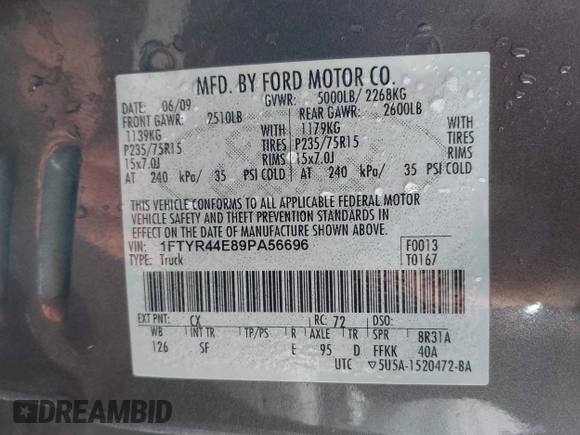 MFD. BY FORD MOTOR CO.
DATE: 06/09 GVWR: 5000LB/ 2268KG
FRONT GAWR: 2510LB REAR GAWR: 2600LB
1139KG WITH 1179KG WITH
P235/75R15 TIRES P235/75R15 TIRES
15x7.0J RIMS 15x7.0J RIMS
AT 240 kPa/ 35 PSI COLD AT 240 kPa/ 35 PSI COLD
THIS VEHICLE CONFORMS TO ALL APPLICABLE FEDERAL MOTOR
VEHICLE SAFETY AND THEFT PREVENTION STANDARDS IN
EFFECT ON THE DATE OF MANUFACTURE SHOWN ABOVE.
VIN: 1FTYR44E89PA56696 F0013
TYPE: Truck T0167
EXT PNT: CX RC: 72 DSO:
WB INT TR TP/PS R AXLE TR SPR 8R31A
126 SF E 95 D FFKK 40A
UTC ▽5U5A-1520472-BA
DREAMBID